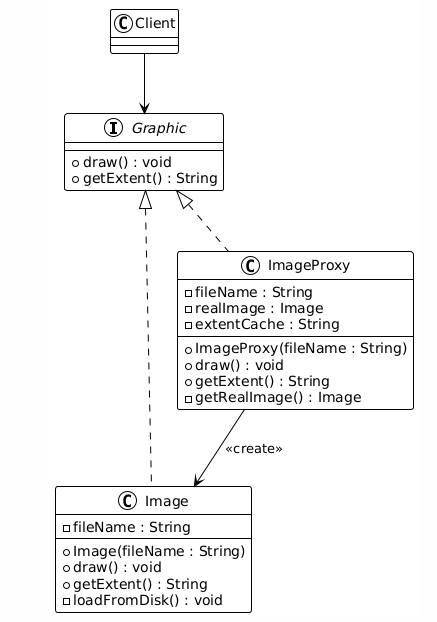 C Client
I Graphic
draw() : void
getExtent() : String
C ImageProxy
fileName : String
realImage : Image
extentCache : String
ImageProxy(fileName : String)
draw() : void
getExtent() : String
getRealImage() : Image
«create»
C Image
fileName : String
Image(fileName : String)
draw() : void
getExtent() : String
loadFromDisk() : void